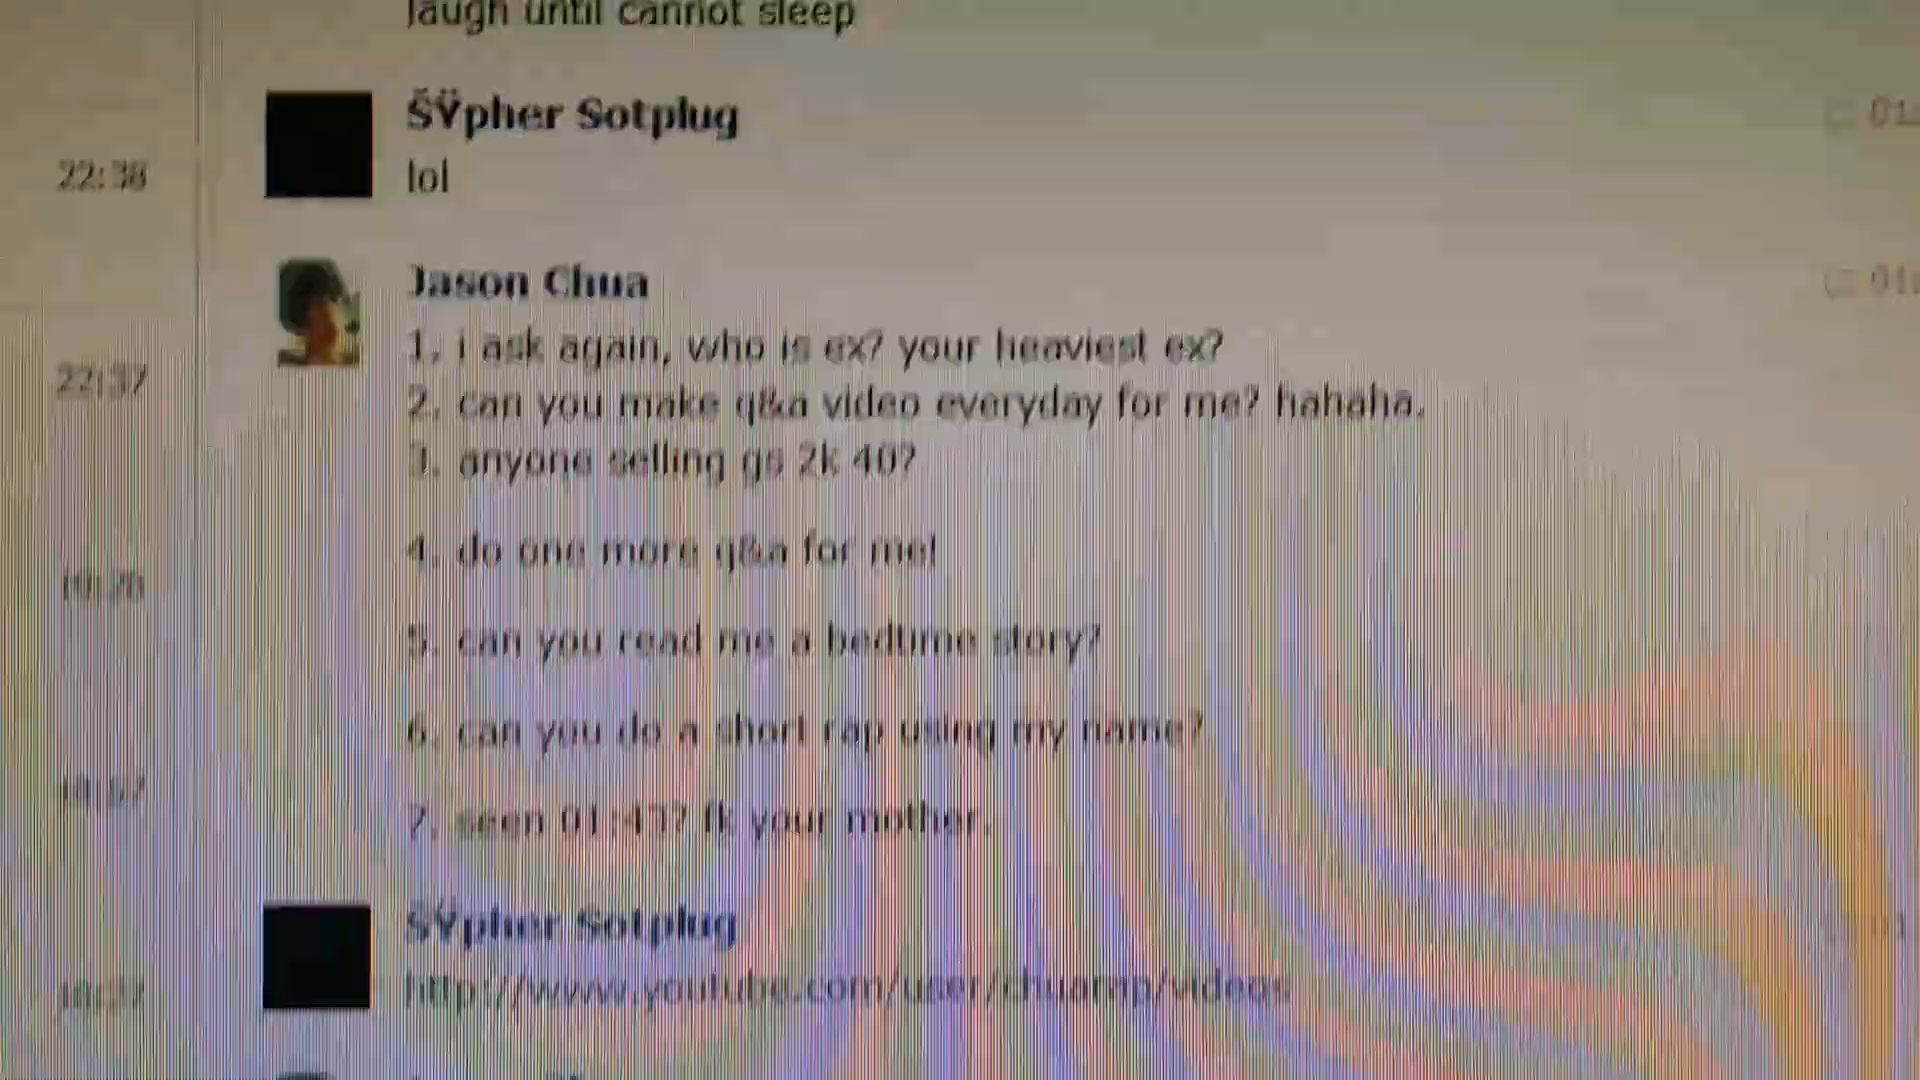 laugh until cannot sleep
ŠŸpher Sotplug
22:38
lol
Jason Chua
1. i ask again, who is ex? your heaviest ex?
22:37
2. can you make q&a video everyday for me? hahaha.
3. anyone selling gs 2k 40?
4. do one more q&a for me!
5. can you read me a bedtime story?
6. can you do a short rap using my name?
7. seen 01:43? fk your mother.
ŠŸpher Sotplug
http://www.youtube.com/user/chuarap/videos